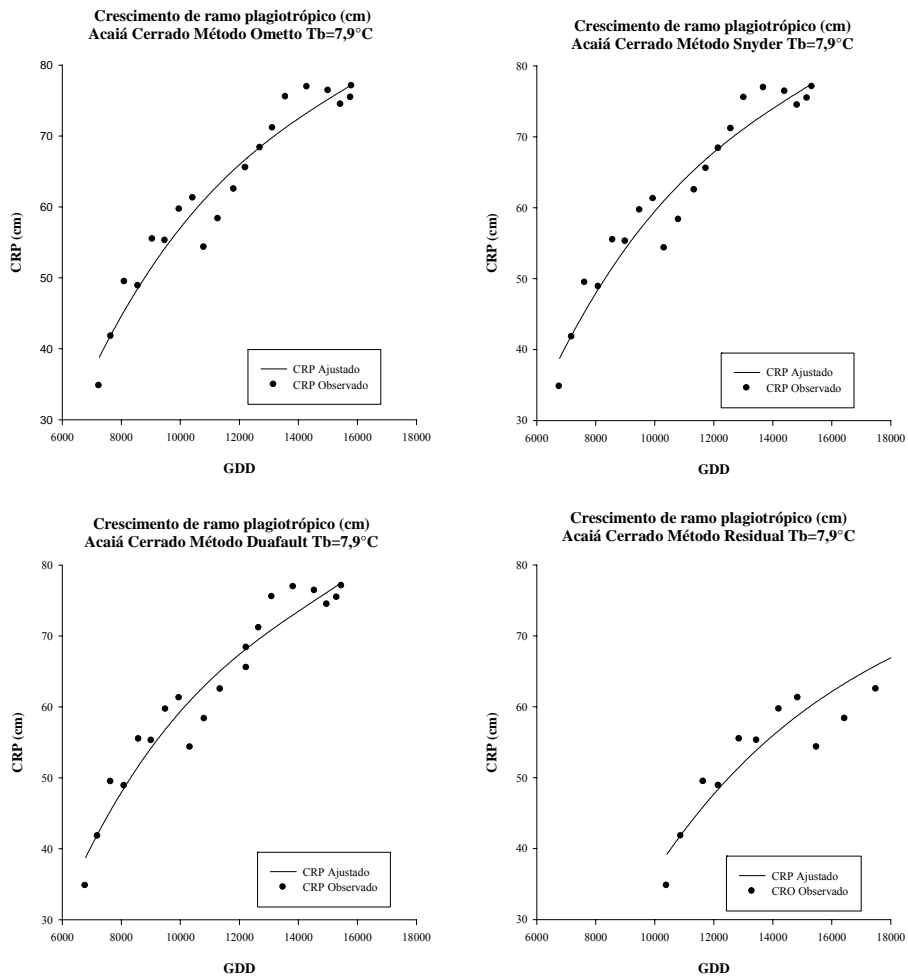 Crescimento de ramo plagiotrópico (cm)
Acaiá Cerrado Método Ometto Tb=7,9°C
80
70
60
50
40
30
CRP (cm)
6000 8000 10000 12000 14000 16000 18000
GDD
CRP Ajustado
CRP Observado
Crescimento de ramo plagiotrópico (cm)
Acaiá Cerrado Método Snyder Tb=7,9°C
80
70
60
50
40
30
CRP (cm)
6000 8000 10000 12000 14000 16000 18000
GDD
CRP Ajustado
CRP Observado
Crescimento de ramo plagiotrópico (cm)
Acaiá Cerrado Método Duafault Tb=7,9°C
80
70
60
50
40
30
CRP (cm)
6000 8000 10000 12000 14000 16000 18000
GDD
CRP Ajustado
CRP Observado
Crescimento de ramo plagiotrópico (cm)
Acaiá Cerrado Método Residual Tb=7,9°C
80
70
60
50
40
30
CRP (cm)
6000 8000 10000 12000 14000 16000 18000
GDD
CRP Ajustado
CRO Observado